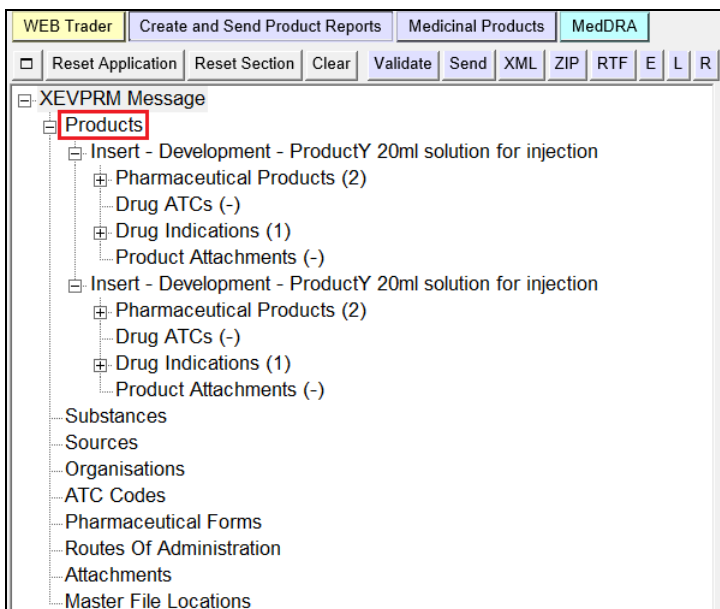 WEB Trader Create and Send Product Reports Medicinal Products MedDRA
Reset Application Reset Section Clear Validate Send XML ZIP RTF E L R
XEVPRM Message
Products
Insert - Development - ProductY 20ml solution for injection
Pharmaceutical Products (2)
Drug ATCs (-)
Drug Indications (1)
Product Attachments (-)
Insert - Development - ProductY 20ml solution for injection
Pharmaceutical Products (2)
Drug ATCs (-)
Drug Indications (1)
Product Attachments (-)
Substances
Sources
Organisations
ATC Codes
Pharmaceutical Forms
Routes Of Administration
Attachments
Master File Locations